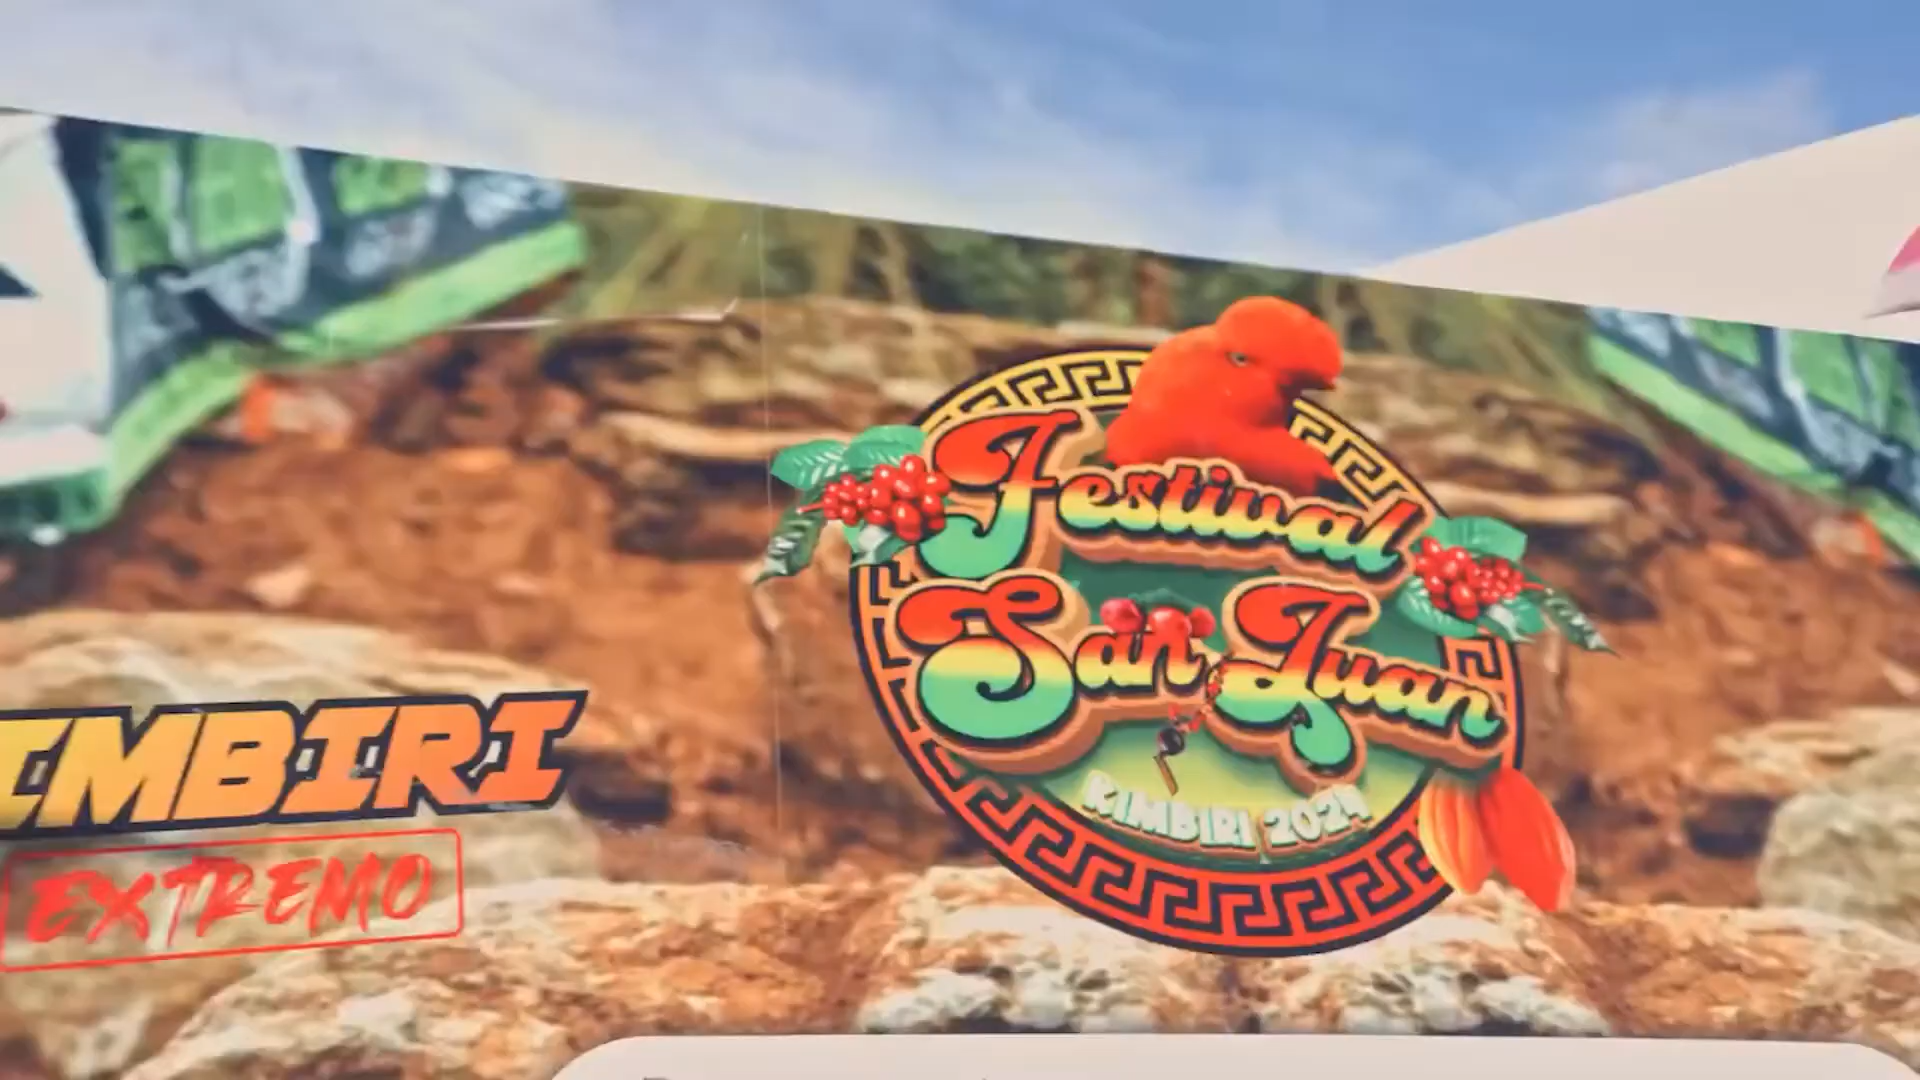 Festival
San Juan
KIMBIRI 2024
IMBIRI
EXTREMO